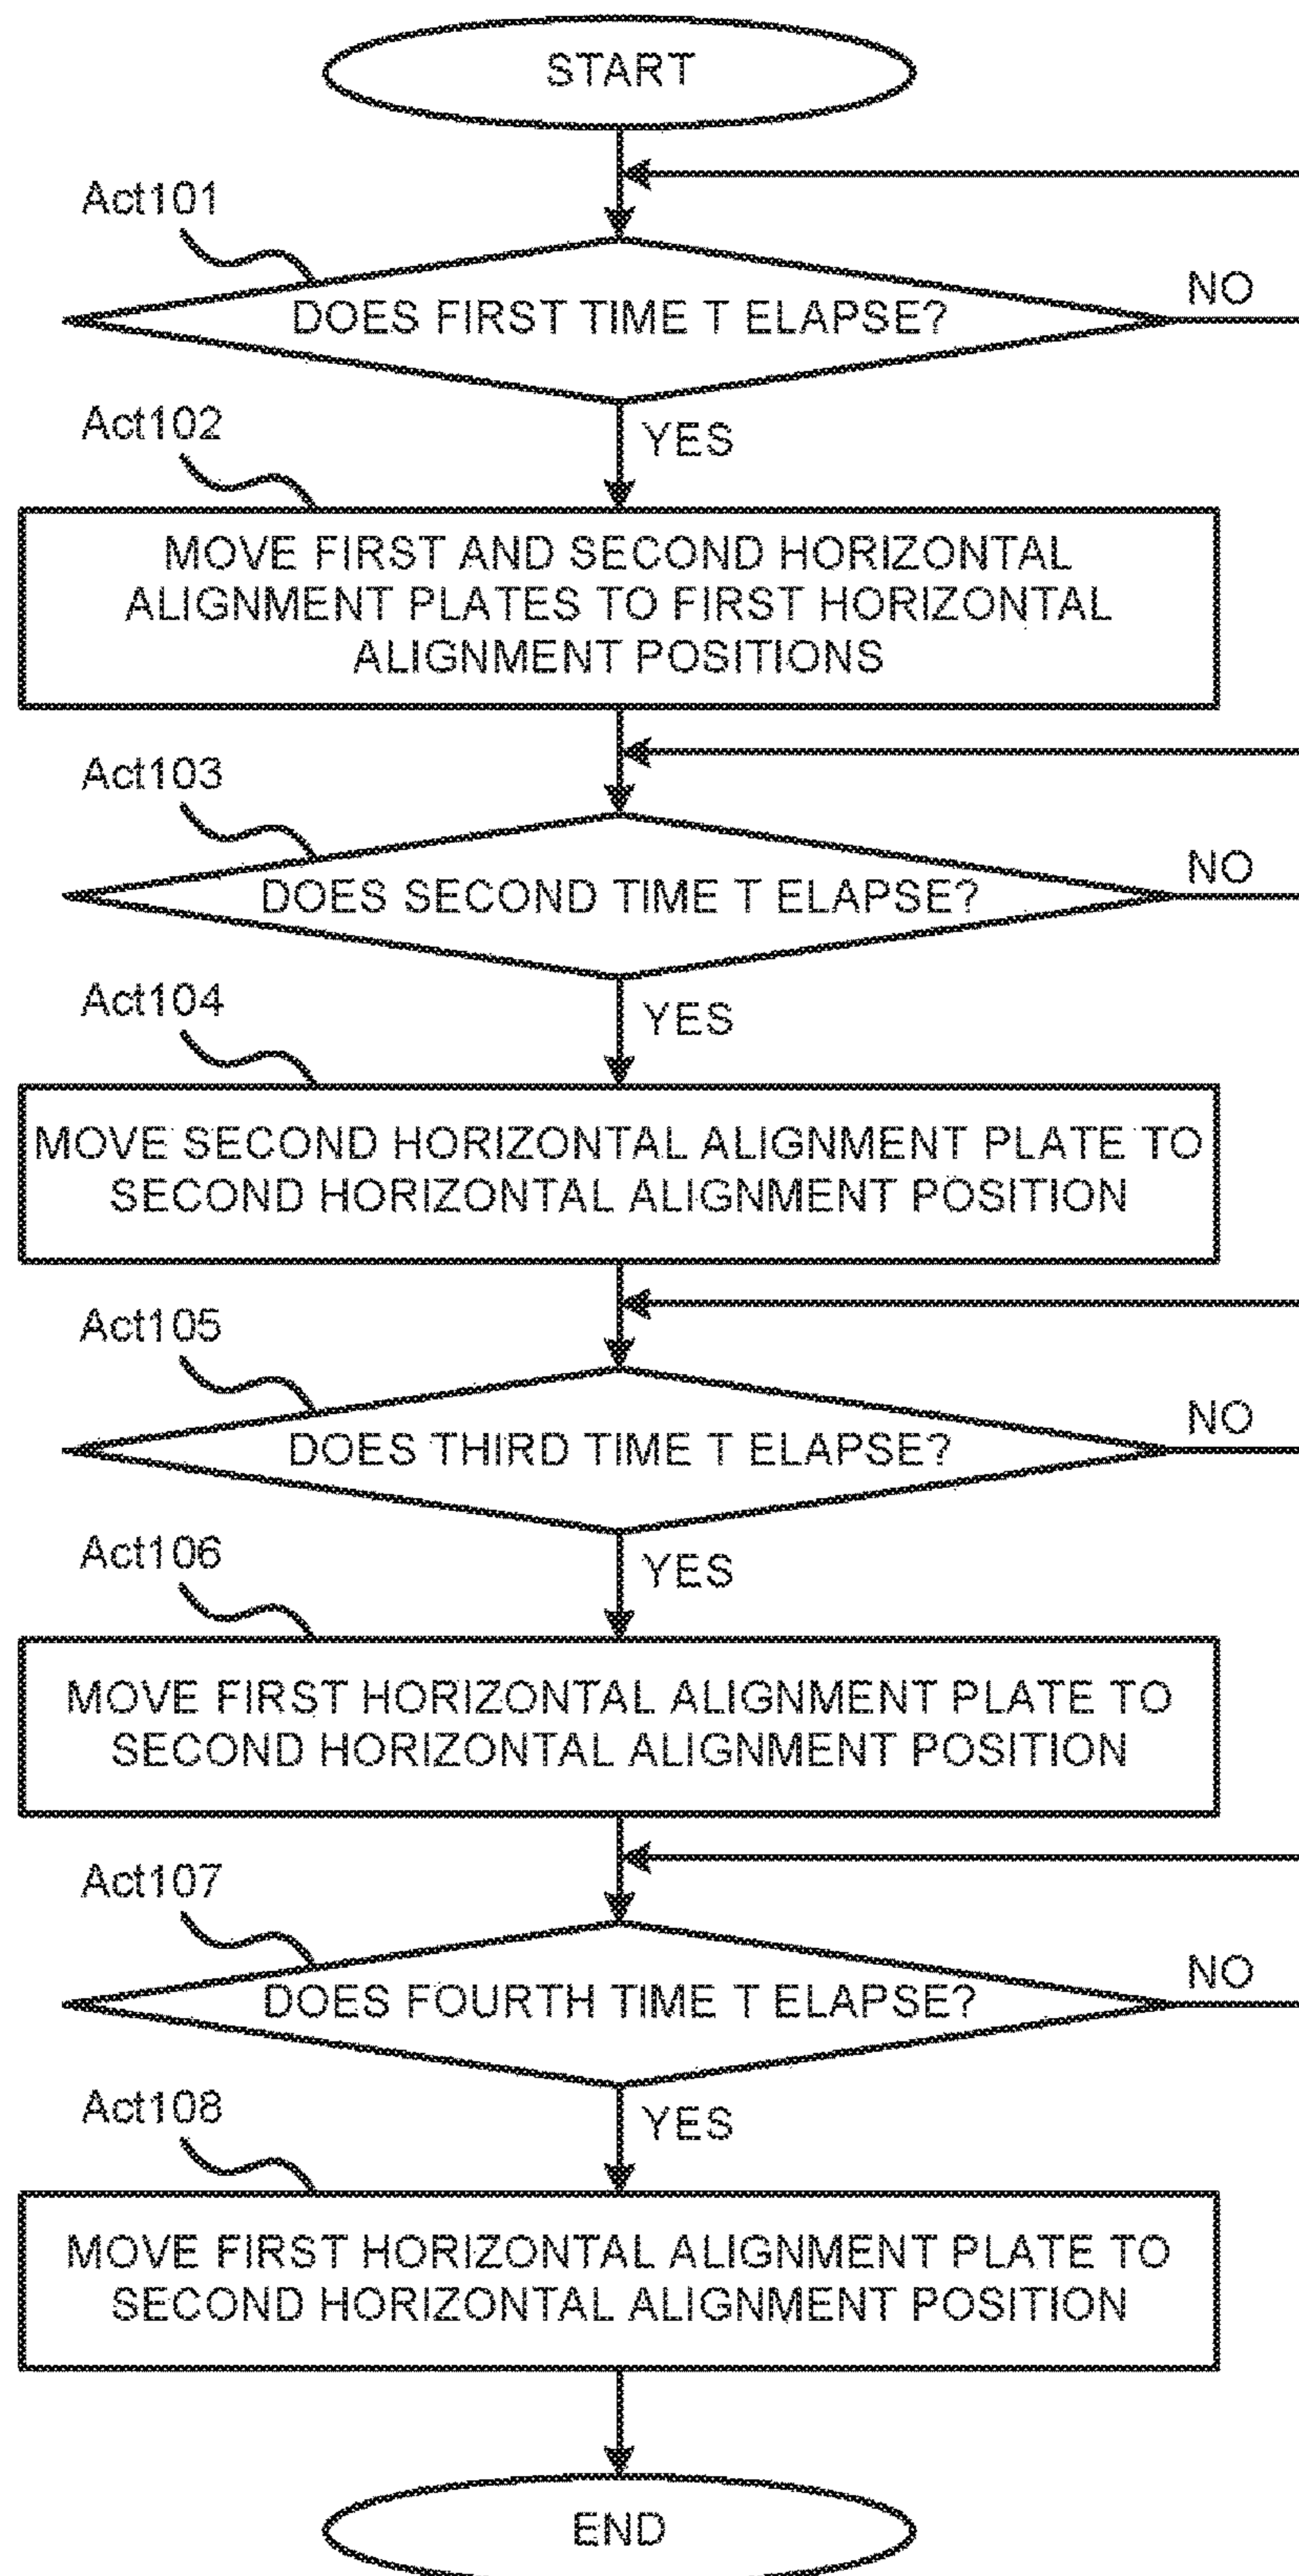 START
Act101
DOES FIRST TIME T ELAPSE?
NO
Act102
YES
MOVE FIRST AND SECOND HORIZONTAL
ALIGNMENT PLATES TO FIRST HORIZONTAL
ALIGNMENT POSITIONS
Act103
DOES SECOND TIME T ELAPSE?
NO
Act104
YES
MOVE SECOND HORIZONTAL ALIGNMENT PLATE TO
SECOND HORIZONTAL ALIGNMENT POSITION
Act105
DOES THIRD TIME T ELAPSE?
NO
Act106
YES
MOVE FIRST HORIZONTAL ALIGNMENT PLATE TO
SECOND HORIZONTAL ALIGNMENT POSITION
Act107
DOES FOURTH TIME T ELAPSE?
NO
Act108
YES
MOVE FIRST HORIZONTAL ALIGNMENT PLATE TO
SECOND HORIZONTAL ALIGNMENT POSITION
END